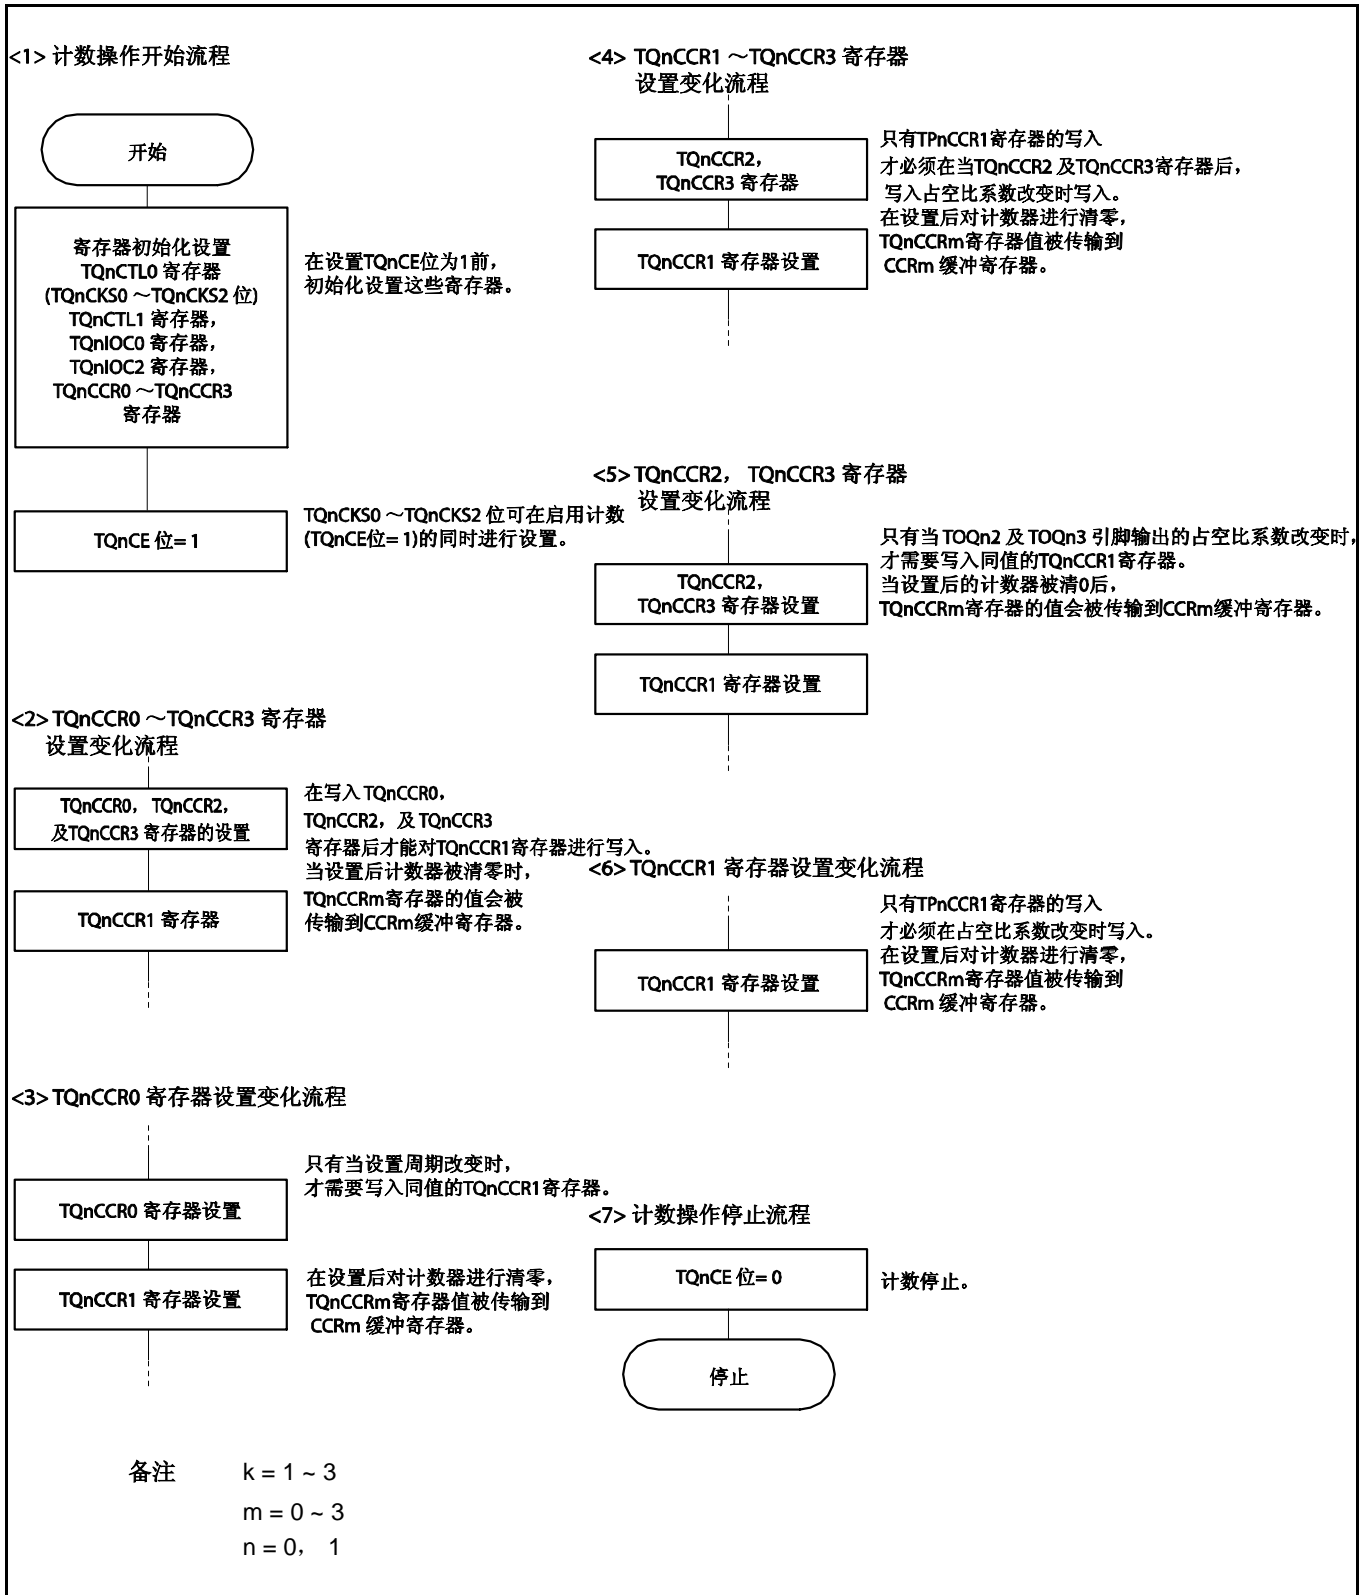 <1> 计数操作开始流程
开始
寄存器初始化设置
TQnCTL0 寄存器
(TQnCKS0 ～TQnCKS2 位)
TQnCTL1 寄存器，
TQnIOC0 寄存器，
TQnIOC2 寄存器，
TQnCCR0 ～TQnCCR3
寄存器
在设置TQnCE位为1前，
初始化设置这些寄存器。
TQnCE 位= 1
TQnCKS0 ～TQnCKS2 位可在启用计数
(TQnCE位= 1)的同时进行设置。
<2> TQnCCR0 ～TQnCCR3 寄存器
设置变化流程
TQnCCR0， TQnCCR2，
及TQnCCR3 寄存器的设置
TQnCCR1 寄存器
在写入 TQnCCR0，
TQnCCR2，及 TQnCCR3
寄存器后才能对TQnCCR1寄存器进行写入。
当设置后计数器被清零时，
TQnCCRm寄存器的值会被
传输到CCRm缓冲寄存器。
<3> TQnCCR0 寄存器设置变化流程
TQnCCR0 寄存器设置
只有当设置周期改变时，
才需要写入同值的TQnCCR1寄存器。
TQnCCR1 寄存器设置
在设置后对计数器进行清零，
TQnCCRm寄存器值被传输到
CCRm 缓冲寄存器。
<4> TQnCCR1 ～TQnCCR3 寄存器
设置变化流程
TQnCCR2，
TQnCCR3 寄存器
TQnCCR1 寄存器设置
只有TPnCCR1寄存器的写入
才必须在当TQnCCR2 及TQnCCR3寄存器后，
写入占空比系数改变时写入。
在设置后对计数器进行清零，
TQnCCRm寄存器值被传输到
CCRm 缓冲寄存器。
<5> TQnCCR2， TQnCCR3 寄存器
设置变化流程
TQnCCR2，
TQnCCR3 寄存器设置
TQnCCR1 寄存器设置
只有当 TOQn2 及 TOQn3 引脚输出的占空比系数改变时，
才需要写入同值的TQnCCR1寄存器。
当设置后的计数器被清0后，
TQnCCRm寄存器的值会被传输到CCRm缓冲寄存器。
<6> TQnCCR1 寄存器设置变化流程
TQnCCR1 寄存器设置
只有TPnCCR1寄存器的写入
才必须在占空比系数改变时写入。
在设置后对计数器进行清零，
TQnCCRm寄存器值被传输到
CCRm 缓冲寄存器。
<7> 计数操作停止流程
TQnCE 位= 0
计数停止。
停止
备注 k = 1 ~ 3
m = 0 ~ 3
n = 0， 1